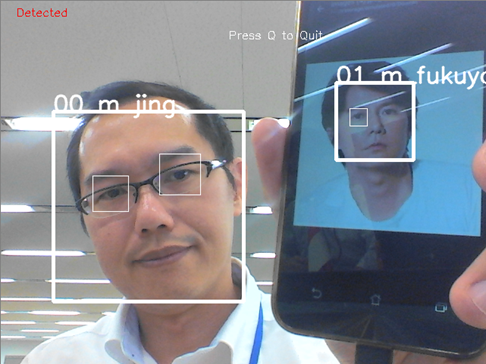 Detected
Press Q to Quit
00_m_jing
01_m_fukuyo